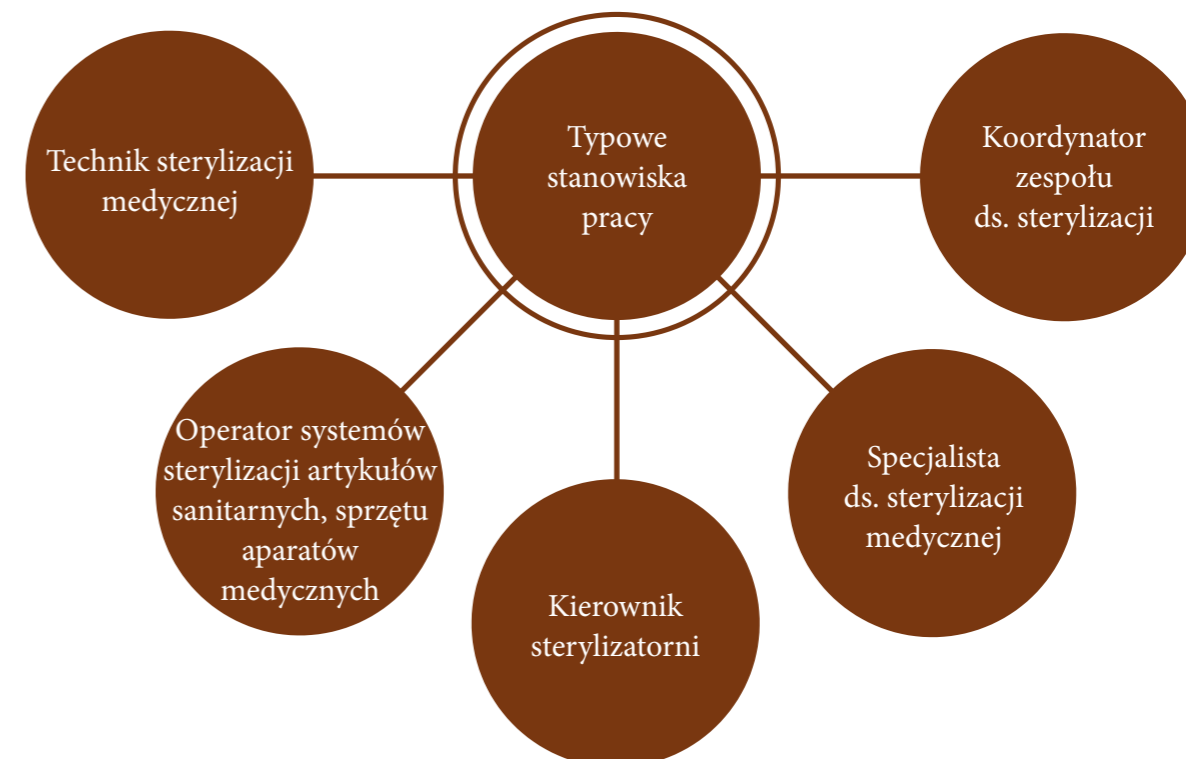 Typowe
stanowiska
pracy
Technik sterylizacji
medycznej
Koordynator
zespołu
ds. sterylizacji
Operator systemów
sterylizacji artykułów
sanitarnych, sprzętu
aparatów
medycznych
Specjalista
ds. sterylizacji
medycznej
Kierownik
sterylizatorni